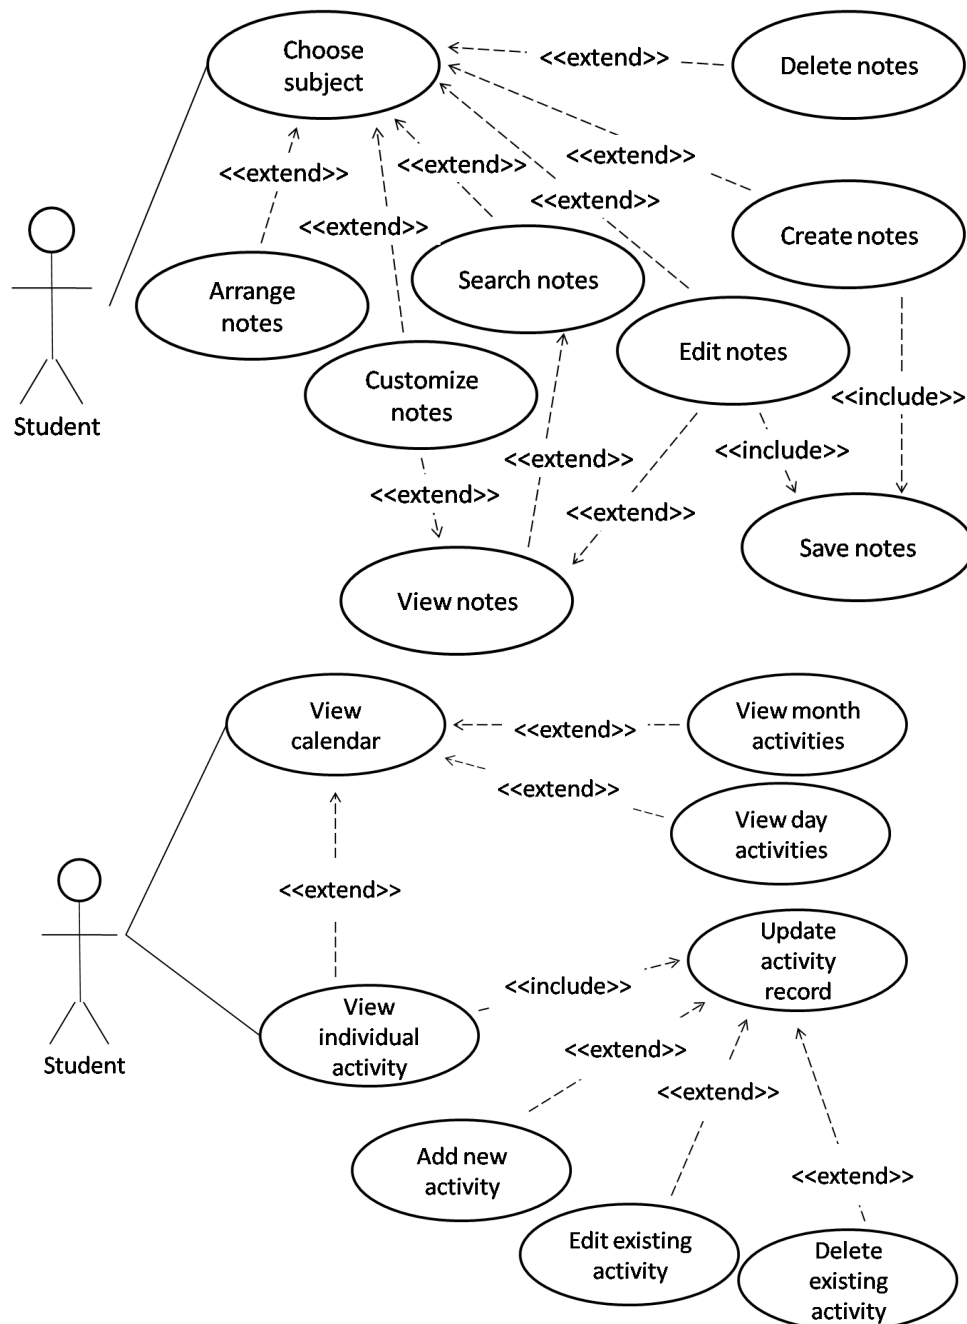 Choose
subject
<<extend>>
Delete notes
<<extend>>
<<extend>>
<<extend>>
<<extend>>
<<extend>>
Create notes
Search notes
Arrange
notes
Edit notes
Customize
notes
<<include>>
<<include>>
Student
<<extend>>
<<extend>>
<<extend>>
Save notes
View notes
View
calendar
<<extend>>
View month
activities
<<extend>>
View day
activities
<<extend>>
Update
activity
record
<<include>>
View
individual
activity
Student
<<extend>>
<<extend>>
Add new
activity
<<extend>>
Edit existing
activity
Delete
existing
activity